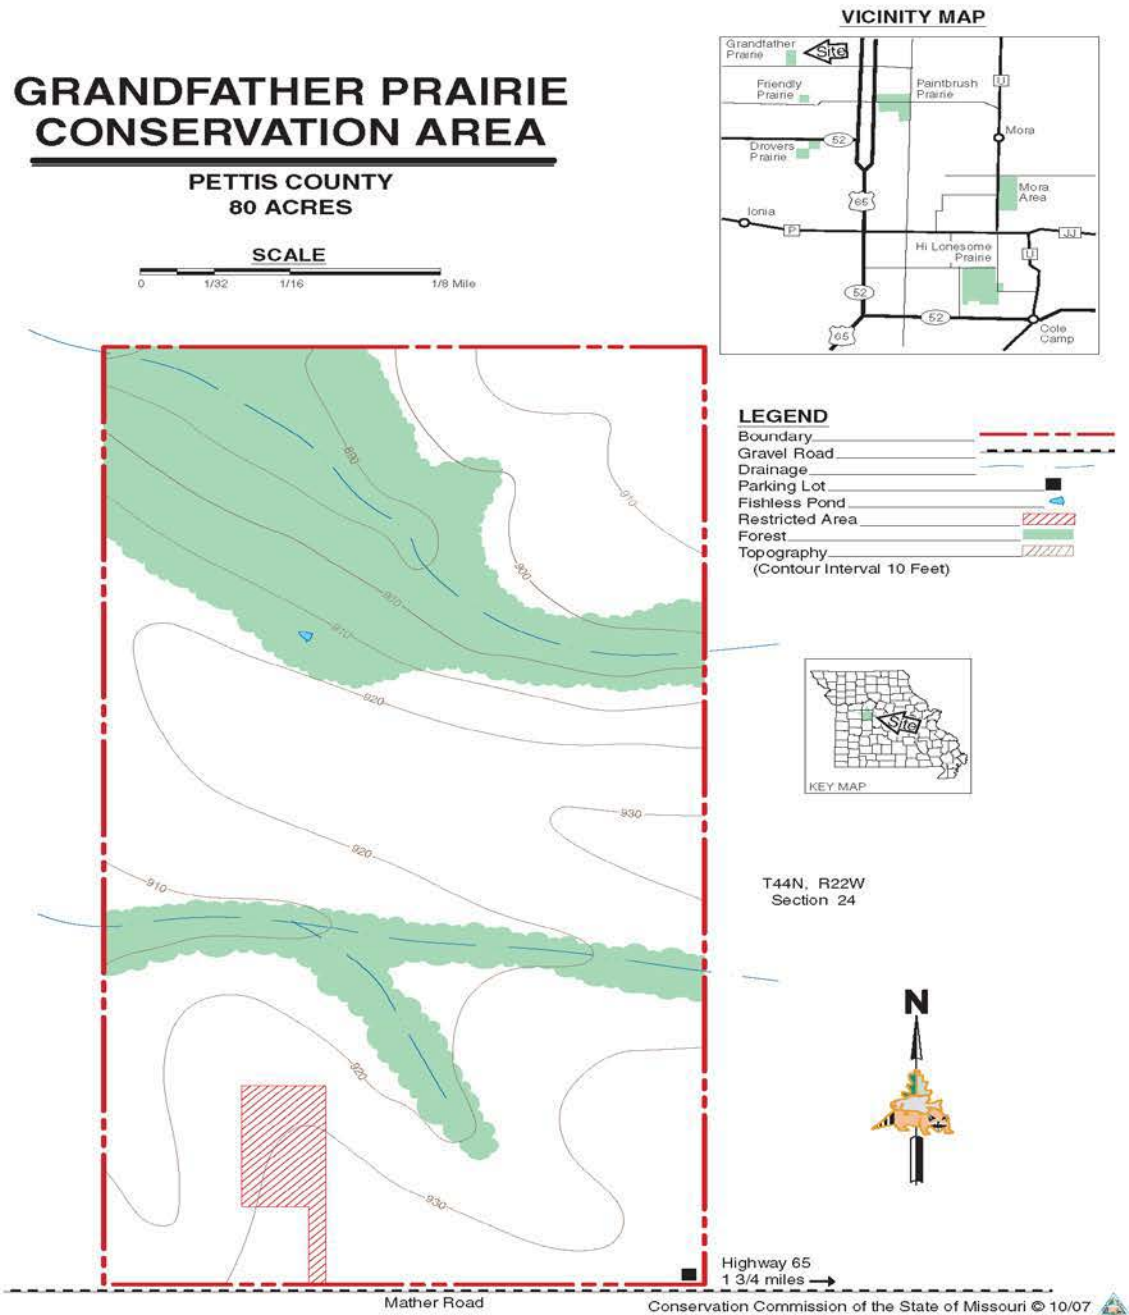 VICINITY MAP
Grandfather
Prairie
Site
Friendly
Prairie
Paintbrush
Prairie
U
52
Drovers
Prairie
Mora
65
Mora
Area
Ionia
P
JJ
Hi Lonesome
Prairie
U
52
52
65
Cole
Camp
GRANDFATHER PRAIRIE
CONSERVATION AREA
PETTIS COUNTY
80 ACRES
SCALE
0 1/32 1/16 1/8 Mile
LEGEND
Boundary
Gravel Road
Drainage
Parking Lot
Fishless Pond
Restricted Area
Forest
Topography
(Contour Interval 10 Feet)
890
910
900
900
910
920
930
920
910
920
930
Site
KEY MAP
T44N, R22W
Section 24
N
Highway 65
1 3/4 miles
Mather Road
Conservation Commission of the State of Missouri © 10/07